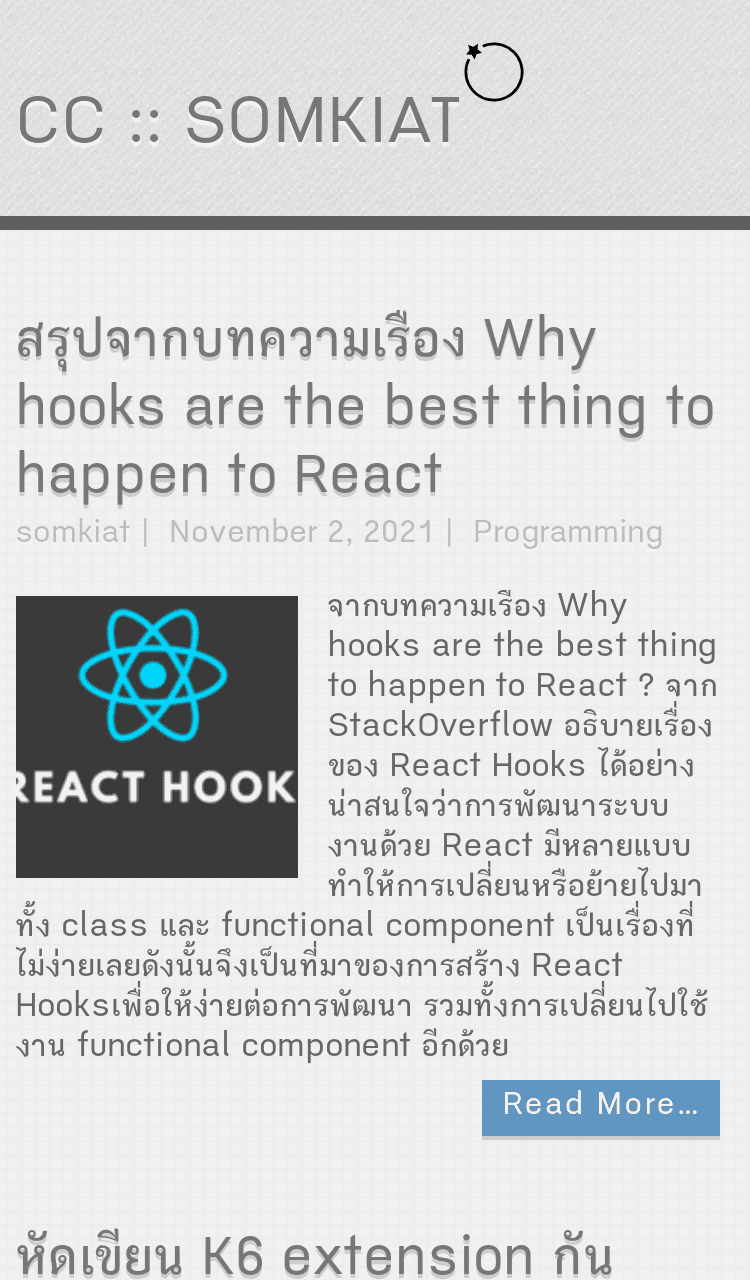 CC :: SOMKIAT
สรุปจากบทความเรื่อง Why
hooks are the best thing to
happen to React
somkiat | November 2, 2021 | Programming
REACT HOOK
จากบทความเรื่อง Why
hooks are the best thing
to happen to React ? จาก
StackOverflow อธิบายเรื่อง
ของ React Hooks ได้อย่าง
น่าสนใจว่าการพัฒนาระบบ
งานด้วย React มีหลายแบบ
ทำให้การเปลี่ยนหรือย้ายไปมา
ทั้ง class และ functional component เป็นเรื่องที่
ไม่ง่ายเลยดังนั้นจึงเป็นที่มาของการสร้าง React
Hooksเพื่อให้ง่ายต่อการพัฒนา รวมทั้งการเปลี่ยนไปใช้
งาน functional component อีกด้วย
Read More…
หัดเขียน K6 extension กัน